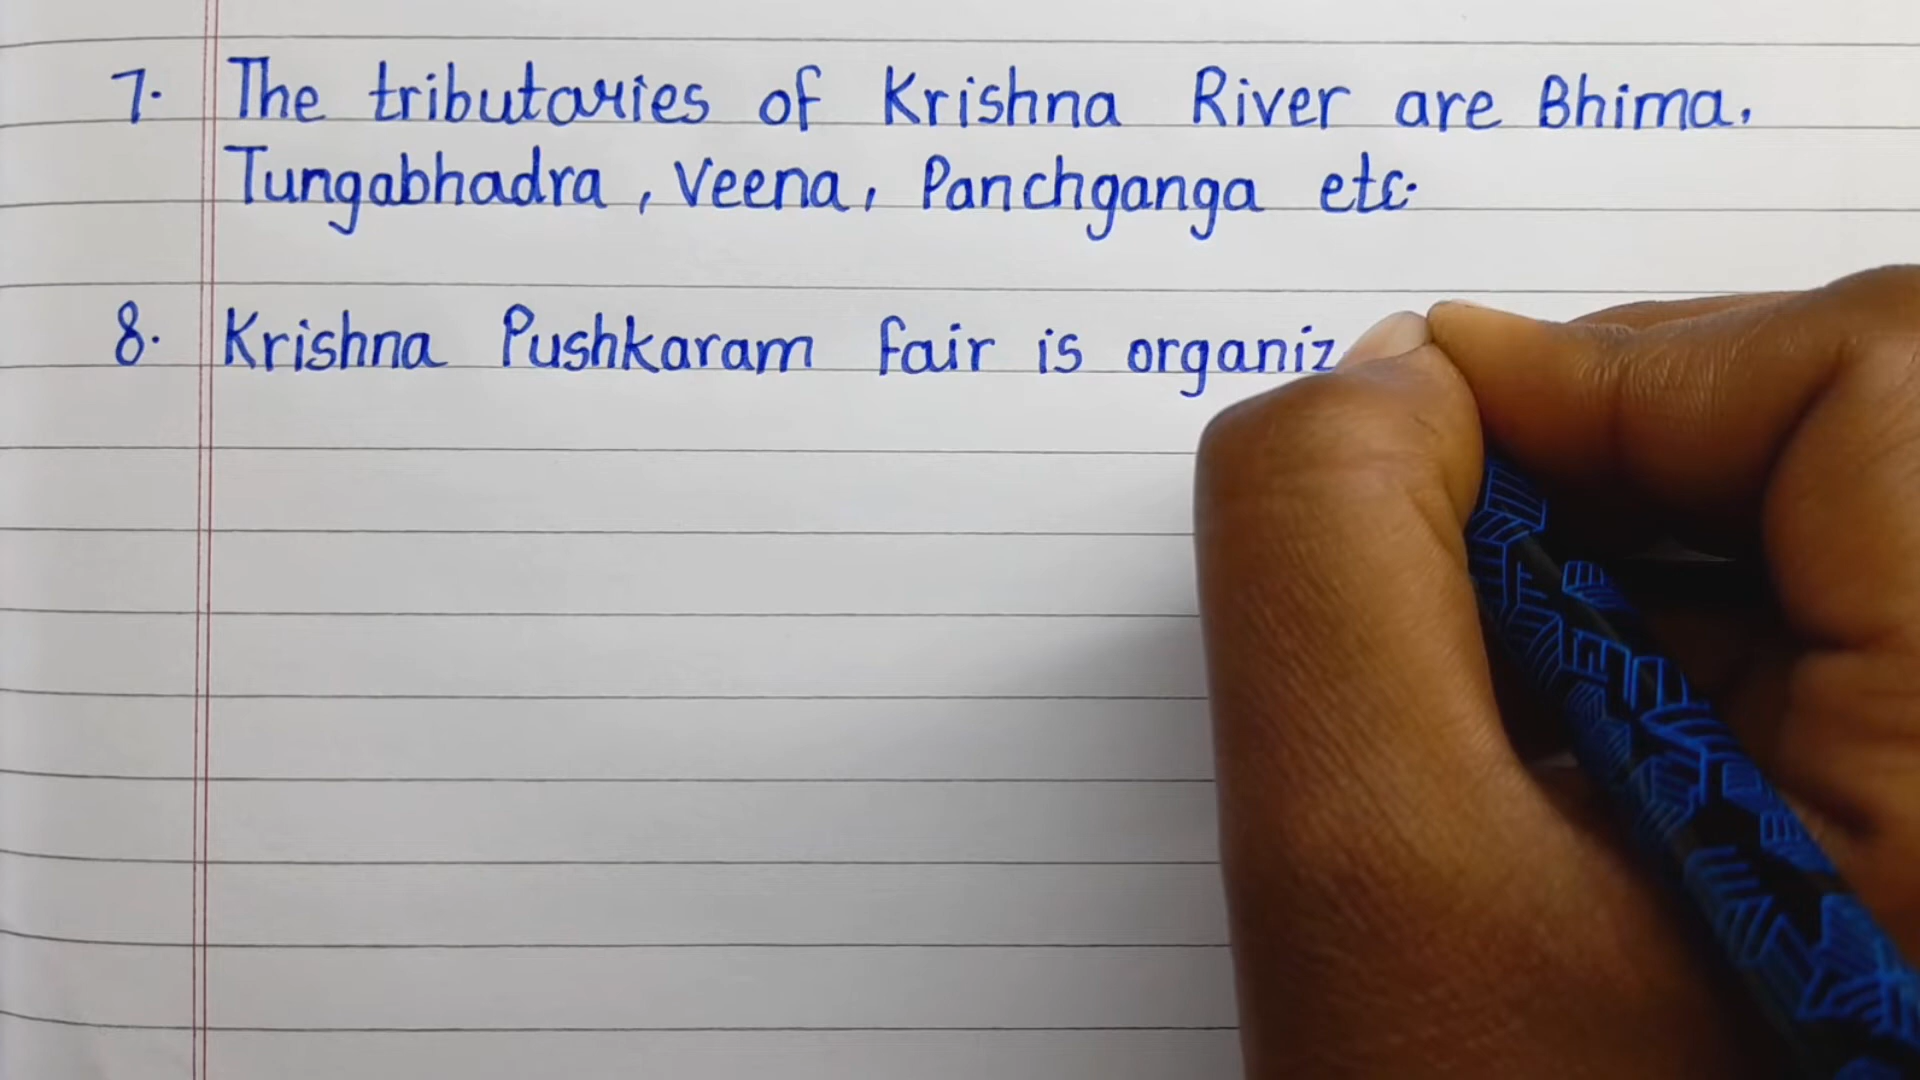 7. The tributaries of Krishna River are Bhima,
Tungabhadra, Veena, Panchganga etc.
8. Krishna Pushkaram fair is organiz